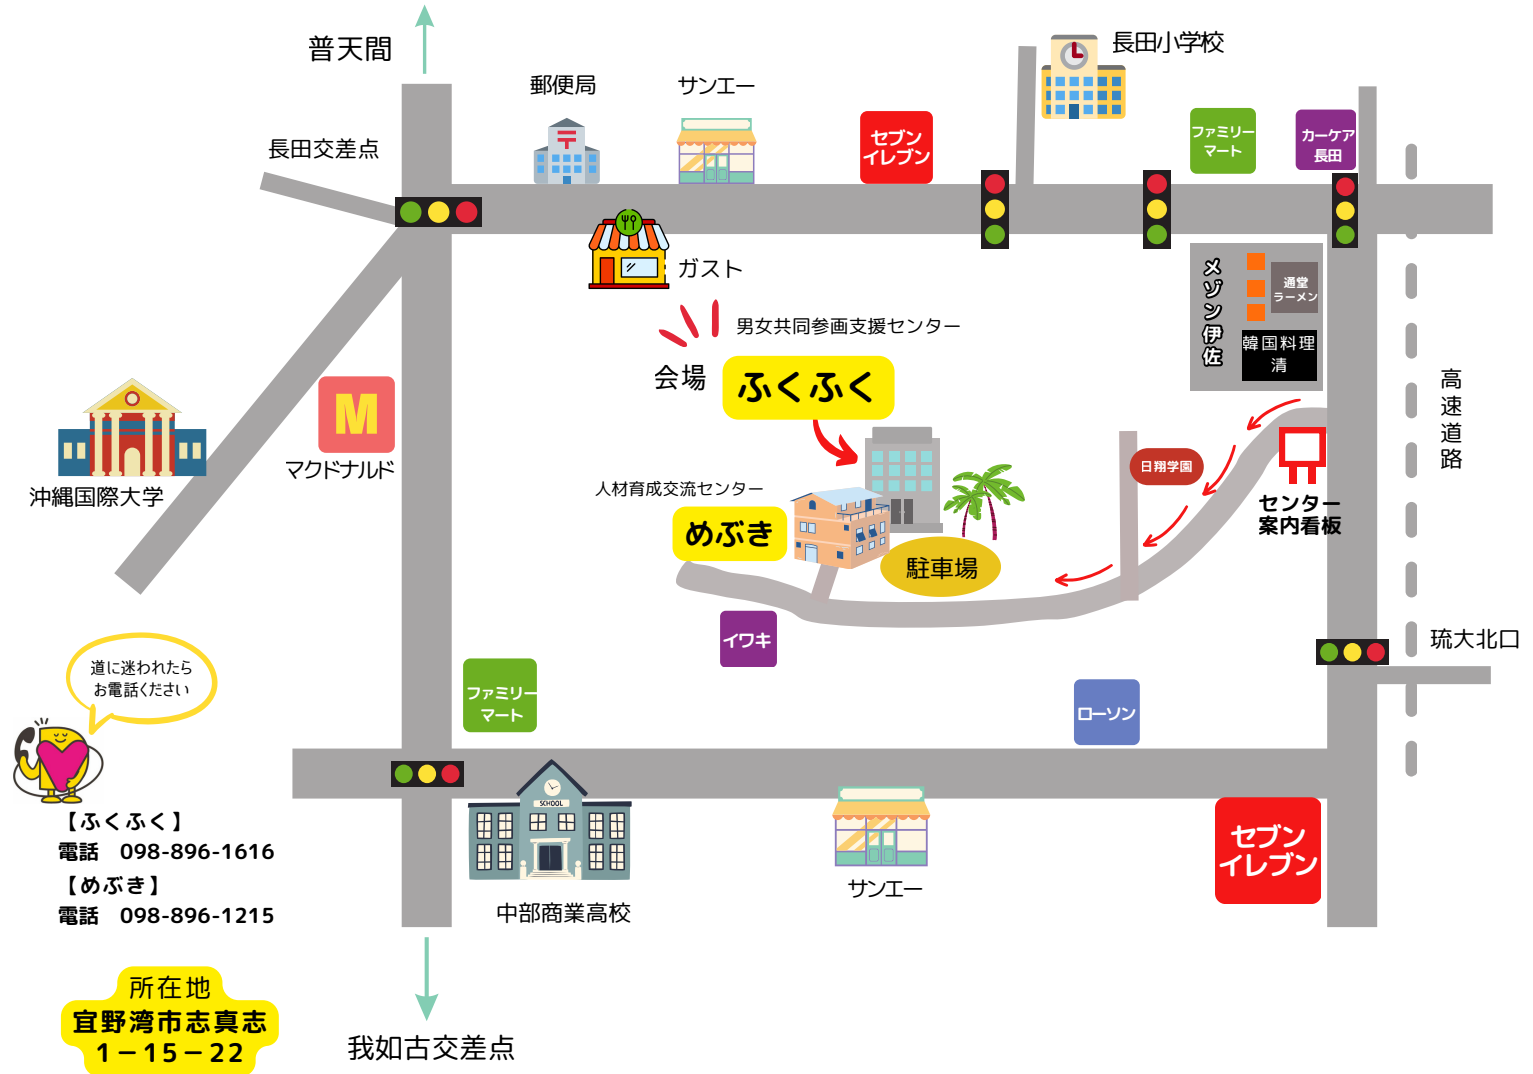 普天間
長田小学校
郵便局
サンエー
セブン
イレブン
ファミリー
マート
カーケア
長田
長田交差点
ガスト
メゾン伊佐
通堂
ラーメン
韓国料理
清
男女共同参画支援センター
会場
ふくふく
高速道路
マクドナルド
M
沖縄国際大学
日翔学園
人材育成交流センター
めぶき
センター
案内看板
駐車場
イワキ
琉大北口
道に迷われたら
お電話ください
ファミリー
マート
ローソン
SCHOOL
中部商業高校
サンエー
セブン
イレブン
【ふくふく】
電話 098-896-1616
【めぶき】
電話 098-896-1215
所在地
宜野湾市志真志
1－15－22
我如古交差点